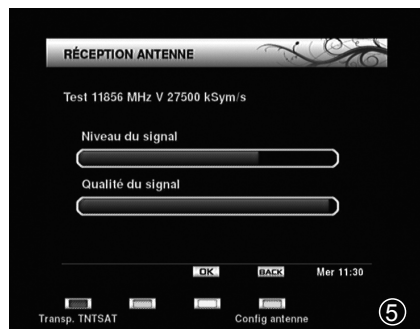 RÉCEPTION ANTENNE
Test 11856 MHz V 27500 kSym/s
Niveau du signal
Qualité du signal
OK BACK Mer 11:30
Transp. TNTSAT Config antenne
⑤